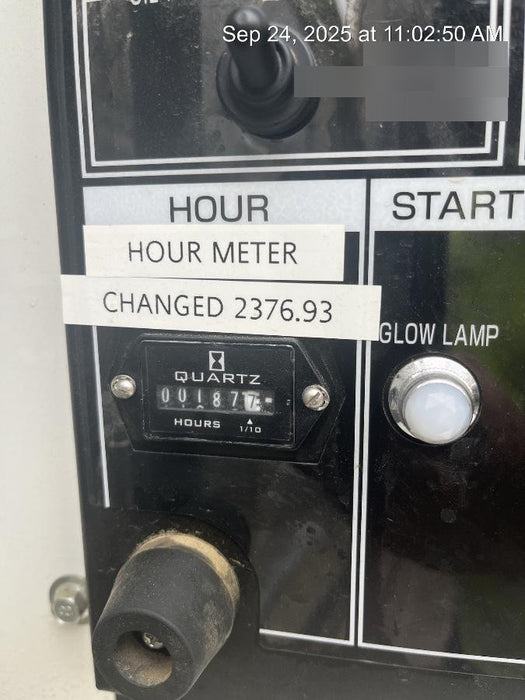 Sep 24, 2025 at 11:02:50 AM
HOUR
START
HOUR METER
CHANGED 2376.93
GLOW LAMP
QUARTZ
001877
HOURS
1/10